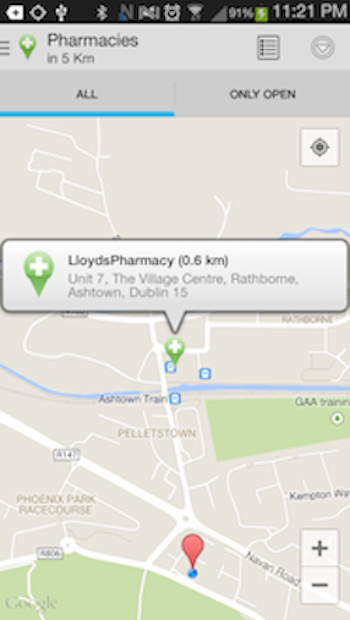 91% 11:21 PM
Pharmacies
in 5 Km
ALL
ONLY OPEN
LloydsPharmacy (0.6 km)
Unit 7, The Village Centre, Rathborne,
Ashtown, Dublin 15
RATHBORNE
Ashtown Train
GAA trainin
PELLETSTOWN
R147
PHOENIX PARK
RACECOURSE
Kempton Wa
R806
Navan Road
+
−
Google